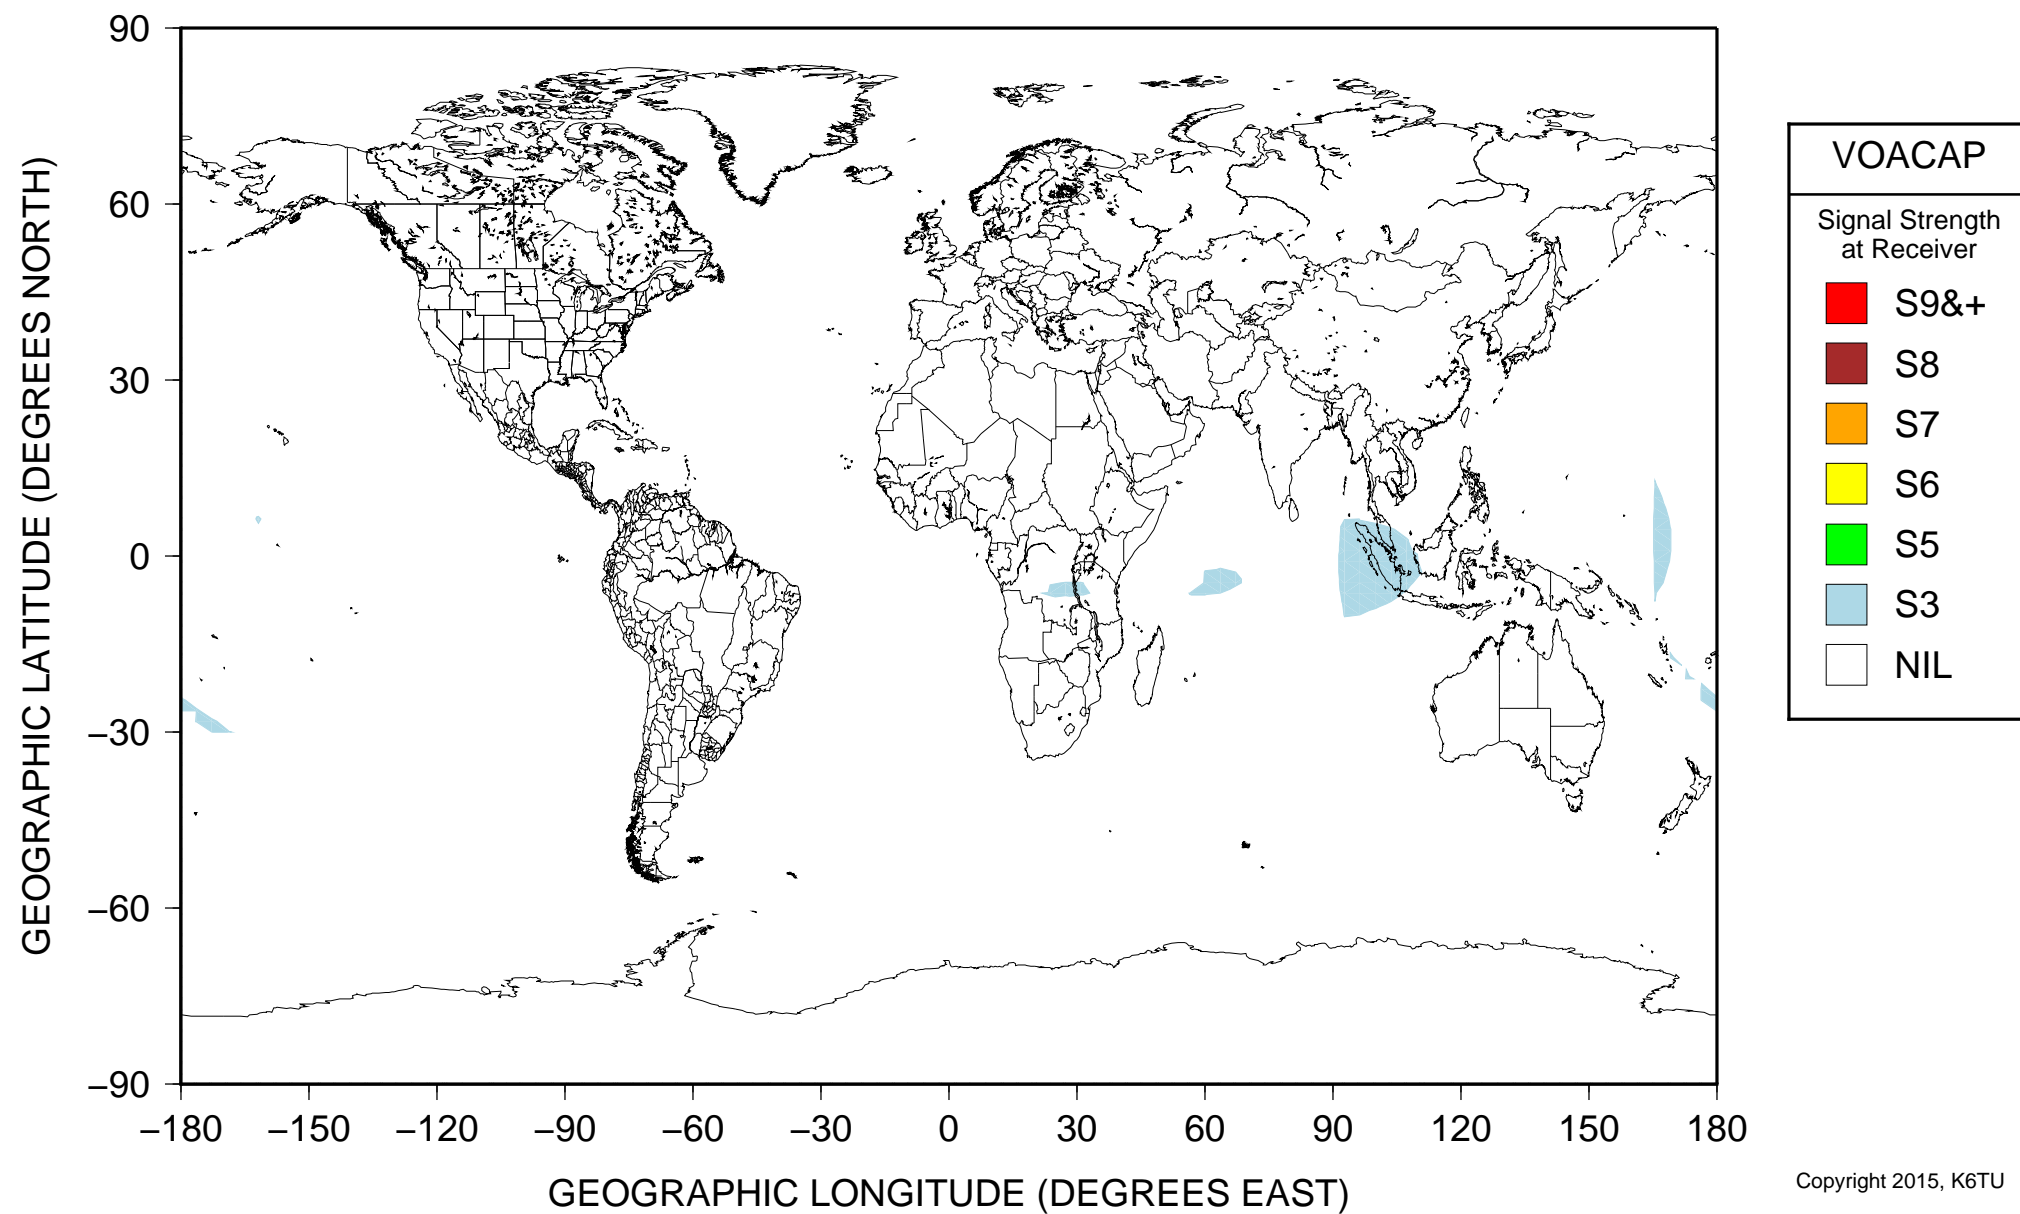 90
60
30
0
−30
−60
−90
GEOGRAPHIC LATITUDE (DEGREES NORTH)
−180 −150 −120 −90 −60 −30 0 30 60 90 120 150 180
GEOGRAPHIC LONGITUDE (DEGREES EAST)
VOACAP
Signal Strength
at Receiver
S9&+
S8
S7
S6
S5
S3
NIL
Copyright 2015, K6TU